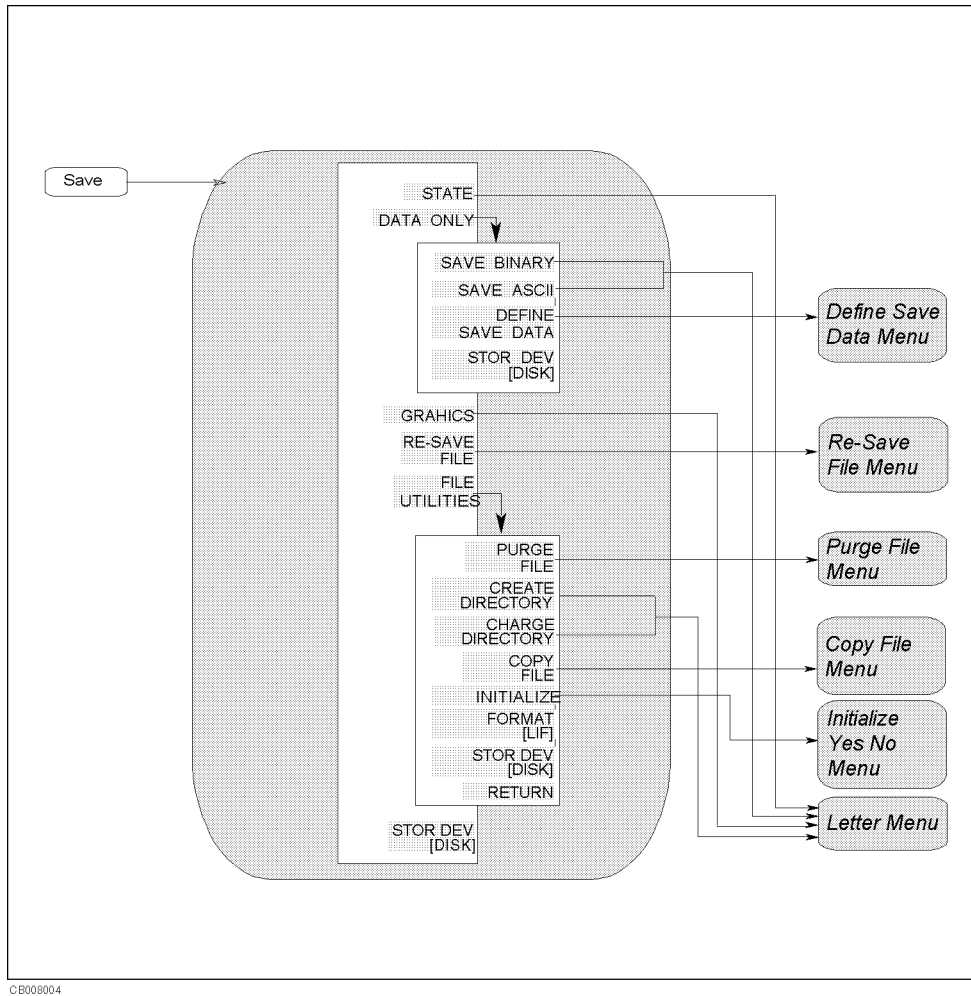 Save
STATE
DATA ONLY
SAVE BINARY
SAVE ASCII
DEFINE
SAVE DATA
STOR DEV
[DISK]
GRAHICS
RE-SAVE
FILE
FILE
UTILITIES
PURGE
FILE
CREATE
DIRECTORY
CHARGE
DIRECTORY
COPY
FILE
INITIALIZE
FORMAT
[LIF]
STOR DEV
[DISK]
RETURN
STOR DEV
[DISK]
Define Save
Data Menu
Re-Save
File Menu
Purge File
Menu
Copy File
Menu
Initialize
Yes No
Menu
Letter Menu
CB008004